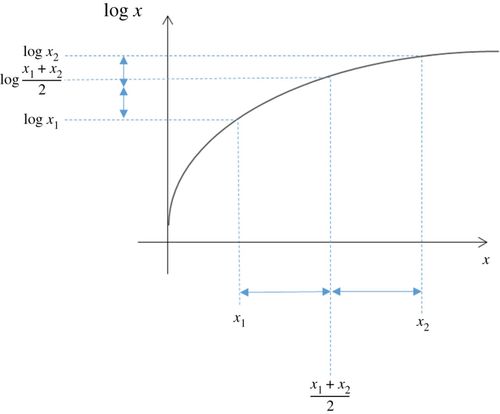 log x
log x₂
log (x₁ + x₂)/2
log x₁
x
x₁
x₂
(x₁ + x₂)/2